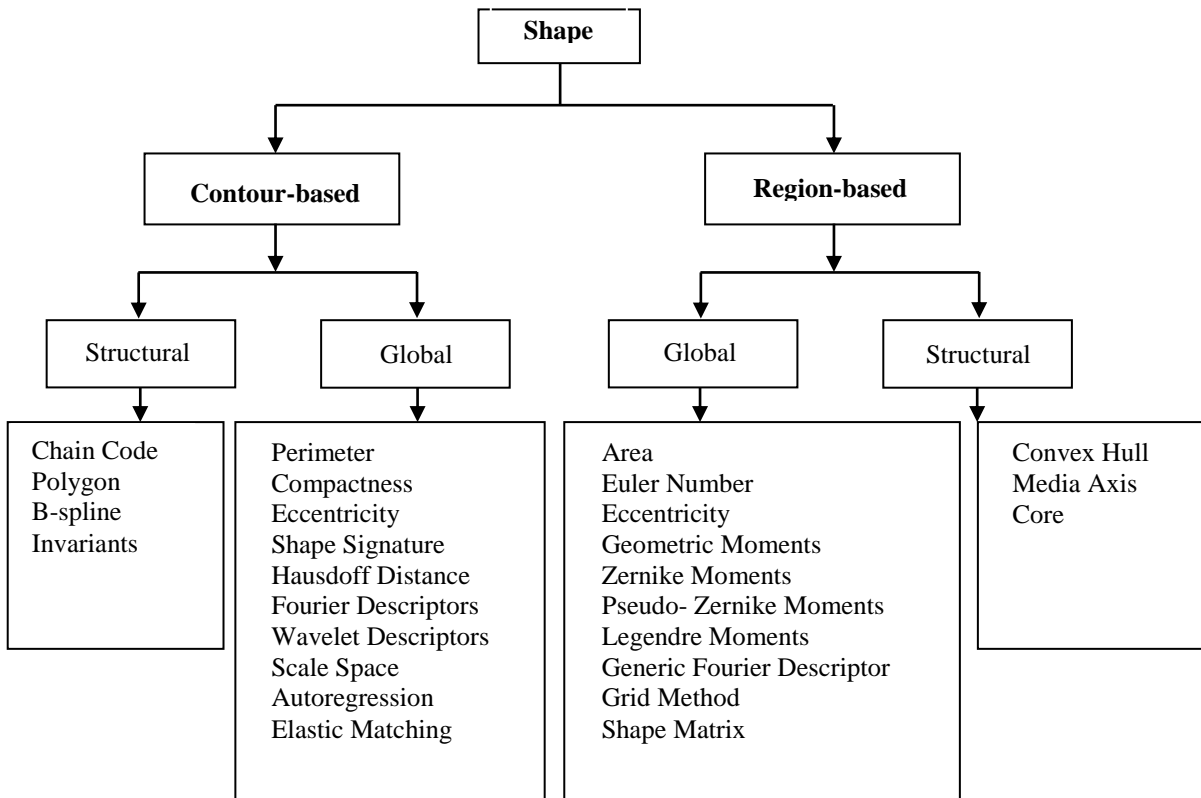 Shape
Contour-based
Region-based
Structural
Global
Global
Structural
Chain Code
Polygon
B-spline
Invariants
Perimeter
Compactness
Eccentricity
Shape Signature
Hausdoff Distance
Fourier Descriptors
Wavelet Descriptors
Scale Space
Autoregression
Elastic Matching
Area
Euler Number
Eccentricity
Geometric Moments
Zernike Moments
Pseudo- Zernike Moments
Legendre Moments
Generic Fourier Descriptor
Grid Method
Shape Matrix
Convex Hull
Media Axis
Core